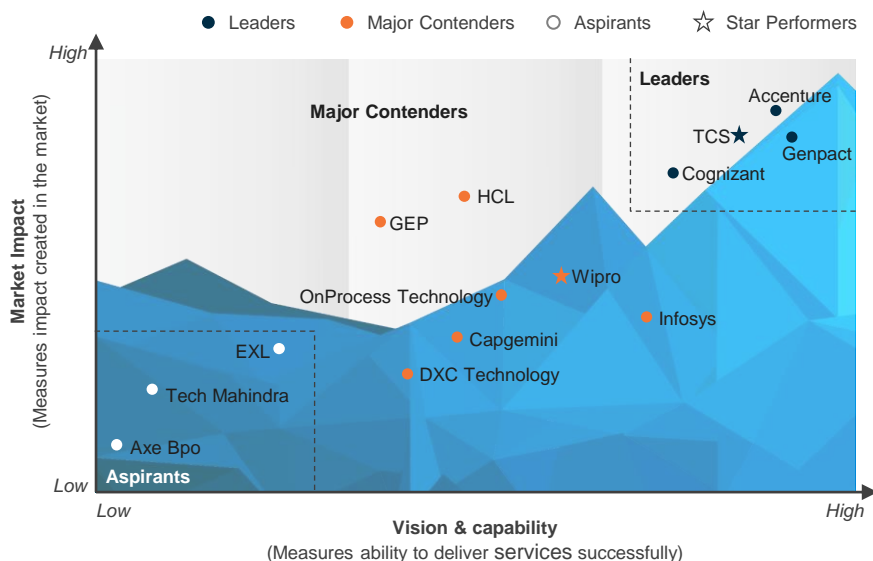 Leaders
Major Contenders
Aspirants
Star Performers
High
Leaders
Accenture
Major Contenders
TCS
Genpact
Cognizant
HCL
GEP
Market Impact
(Measures impact created in the market)
Wipro
OnProcess Technology
Infosys
Capgemini
EXL
DXC Technology
Tech Mahindra
Axe Bpo
Aspirants
Low
Low
High
Vision & capability
(Measures ability to deliver services successfully)